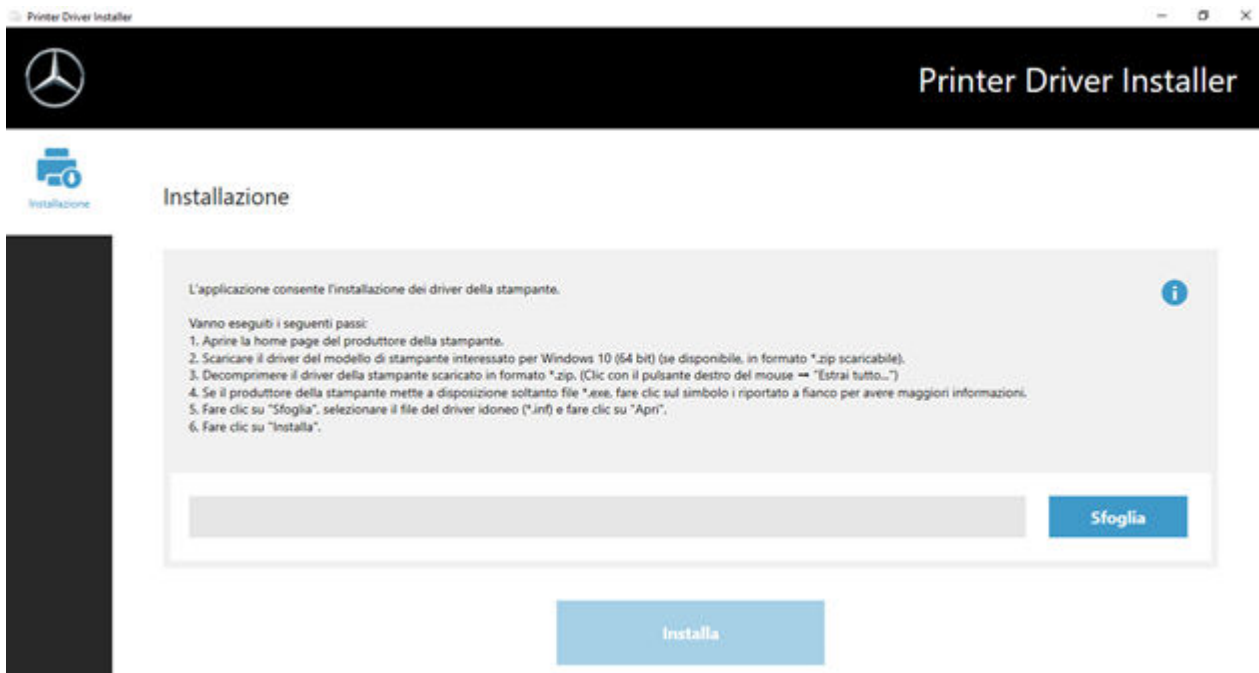 Printer Driver Installer
Printer Driver Installer
Installazione
Installazione
L'applicazione consente l'installazione dei driver della stampante.
Vanno eseguiti i seguenti passi:
1. Aprire la home page del produttore della stampante.
2. Scaricare il driver del modello di stampante interessato per Windows 10 (64 bit) (se disponibile, in formato *.zip scaricabile).
3. Decomprimere il driver della stampante scaricato in formato *.zip. (Clic con il pulsante destro del mouse → "Estrai tutto...")
4. Se il produttore della stampante mette a disposizione soltanto file *.exe, fare clic sul simbolo i riportato a fianco per avere maggiori informazioni.
5. Fare clic su "Sfoglia", selezionare il file del driver idoneo (*.inf) e fare clic su "Apri".
6. Fare clic su "Installa".
Sfoglia
Installa